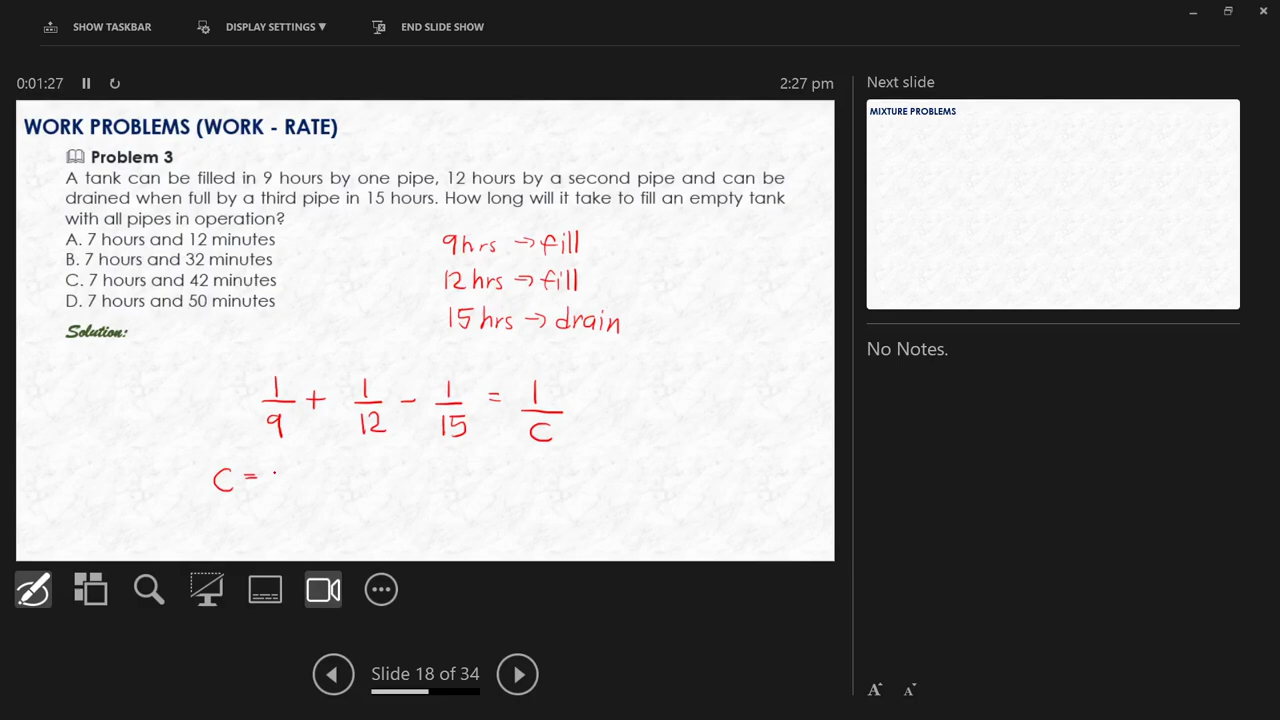 SHOW TASKBAR DISPLAY SETTINGS ▼ END SLIDE SHOW
0:01:27 2:27 pm
WORK PROBLEMS (WORK - RATE)
Problem 3
A tank can be filled in 9 hours by one pipe, 12 hours by a second pipe and can be
drained when full by a third pipe in 15 hours. How long will it take to fill an empty tank
with all pipes in operation?
A. 7 hours and 12 minutes
B. 7 hours and 32 minutes
C. 7 hours and 42 minutes
D. 7 hours and 50 minutes
9hrs → fill
12 hrs → fill
15 hrs → drain
Solution:
1/9 + 1/12 - 1/15 = 1/C
C =
Slide 18 of 34
Next slide
MIXTURE PROBLEMS
No Notes.
A A